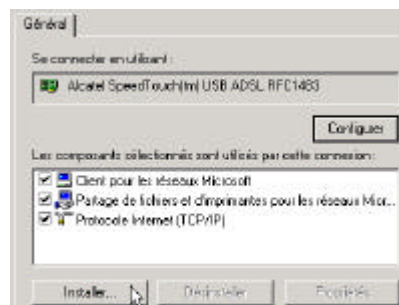 Général
Se connecter en utilisant :
Alcatel SpeedTouch(tm) USB ADSL RFC1483
Configurer
Les composants sélectionnés sont utilisés par cette connexion :
Client pour les réseaux Microsoft
Partage de fichiers et d'imprimantes pour les réseaux Micr...
Protocole Internet (TCP/IP)
Installer...
Désinstaller
Propriétés